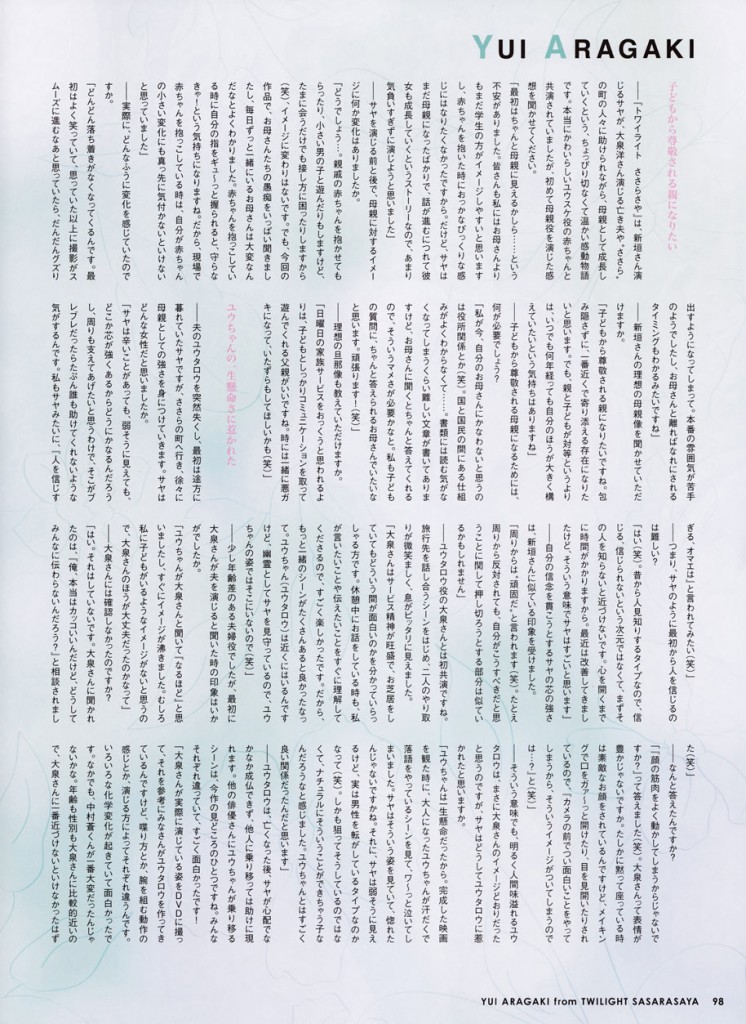 YUI ARAGAKI
子どもから尊敬される親になりたい
――『トワイライト ささらさや』は、新垣さん演
じるサヤが、大泉洋さん演じる亡き夫や、“ささら”
の町の人々に助けられながら、母親として成長し
ていくという、ちょっぴり切なくて温かい感動物語
です。本当にかわいらしいユウスケ役の赤ちゃんと
共演されていましたが、初めて母親役を演じた感
想を聞かせてください。
「最初はちゃんと母親に見えるかしら……という
不安がありました。皆さんも私にはお母さんより
もまだ学生の方がイメージしやすいと思います
し、赤ちゃんを抱いた時におっかなびっくりな感
じにはなりたくなかったですから。だけど、サヤは
まだ母親になったばかりで、話が進むにつれて彼
女も成長していくというストーリーなので、あまり
気負いすぎずに演じようと思いました」
――サヤを演じる前と後で、母親に対するイメー
ジに何か変化はありましたか。
「どうでしょう……。親戚の赤ちゃんを抱かせても
らったり、小さい男の子と遊んだりもしますけど、
たまに会うだけでも接し方に困ったりしますから
(笑)、イメージに変わりはないです。でも、今回の
作品で、お母さんたちの愚痴をいっぱい聞きまし
たし、毎日ずっと一緒にいるお母さんは大変なん
だなとよくわかりました。赤ちゃんを抱っこしてい
る時に自分の指をギューっと握られると、守らな
きゃーという気持ちになりますね。だから、現場で
赤ちゃんを抱っこしている時は、自分が赤ちゃん
の小さい変化にも真っ先に気付かないといけない
と思っていました」
――実際に、どんなふうに変化を感じていたので
すか。
「どんどん落ち着きがなくなってくるんです。最
初はよく笑っていて、思っていた以上に撮影がス
ムーズに進むなあと思っていたら、だんだんグズり
出すようになってしまって。本番の雰囲気が苦手
のようでしたし、お母さんと離ればなれにされる
タイミングもわかるみたいですね」
――新垣さんの理想の母親像を聞かせていただ
けますか。
「子どもから尊敬される親になりたいですね。包
み隠さずに、一番近くで寄り添える存在になりた
いと思います。でも、親と子どもが対等というより
は、いつでも何年経っても自分のほうが大きく構
えていたいという気持ちはありますね」
――子どもから尊敬される母親になるためには、
何が必要でしょう?
「私が今、自分のお母さんにかなわないと思うの
は役所関係とか(笑)。国と国民の間にある仕組
みがよくわからなくて……。書類には読む気がな
くなってしまうくらい難しい文章が書いてありま
すけど、お母さんに聞くとちゃんと答えてくれる
ので、そういうマメさが必要かなと。私も子ども
の質問に、ちゃんと答えられるお母さんでいたいな
と思います。頑張ります!(笑)」
――理想の旦那像も教えていただけますか。
「日曜日の家族サービスをおっくうと思われるよ
りは、子どもとしっかりコミュニケーションを取って
遊んでくれる父親がいいですね。時には一緒に悪ガ
キになって、いたずらもしてほしいかも(笑)」
ユウちゃんの一生懸命さに惹かれた
――夫のユウタロウを突然失くし、最初は途方に
暮れていたサヤですが、ささらの町へ行き、徐々に
母親としての強さを身につけていきます。サヤは
どんな女性だと思いましたか。
「サヤは辛いことがあっても、弱そうに見えても、
どこか芯が強くあるからどうにかなるんだろう
し、周りも支えてあげたいと思うわけで、そこがブ
レブレだったらたぶん誰も助けてくれないような
気がするんです。私もサヤみたいに、『人を信じす
ぎる、オマエは』と言われてみたい(笑)」
――つまり、サヤのように最初から人を信じるの
は難しい?
「はい(笑)。昔から人見知りするタイプなので、信
じる、信じられないという次元ではなくて、まずそ
の人を知らないと近づけないです。心を開くまで
に時間がかかりますから。最近は改善してきまし
たけど、そういう意味でサヤはすごいと思います」
――自分の信念を貫こうとするサヤの芯の強さ
は、新垣さんに似ている印象を受けました。
「周りからは“頑固だ”と言われます(笑)。たとえ
周りから反対されても、自分がこうすべきだと思
うことに関して押し切ろうとする部分は似てい
るかもしれません」
――ユウタロウ役の大泉さんとは初共演ですね。
旅行先を話し合うシーンをはじめ、二人のやり取
りが微笑ましく、息がピッタリに見えました。
「大泉さんはサービス精神が旺盛で、お芝居をし
ていてもどういう間が面白いのかを分かっていらっ
しゃる方です。休憩中にお話をしている時も、私
が言いたいことや伝えたいことをすぐに理解して
くださるので、すごく楽しかったです。だから、
もっと一緒のシーンがたくさんあると良かったなっ
て。ユウちゃん(ユウタロウ)は近くにはいるんです
けど、幽霊としてサヤを見守っているので、ユウ
ちゃんの姿ではそこにいないので(笑)」
――少し年齢差のある夫婦役でしたが、最初に
大泉さんが夫を演じると聞いた時の印象はいか
がでしたか。
「ユウちゃんが大泉さんと聞いて『なるほど』と思
いましたし、すぐにイメージが沸きました。むしろ
私に子どもがいるようなイメージがないと思うの
で、大泉さんのほうが大丈夫だったのかなって」
――大泉さんには確認しなかったのですか?
「はい。それはしていないです。大泉さんに聞かれ
たのは、『俺、本当はカッコいいんだけど、どうして
みんなに伝わらないんだろう?』と相談されまし
た(笑)」
――なんと答えたんですか?
「『顔の筋肉をよく動かしてしまうからじゃないで
すか?』って答えました(笑)。大泉さんって表情が
豊かじゃないですか。たしかに黙って座っている時
は素敵なお顔をされているんですけど、メイキン
グで口をガァ〜っと開けたり、目を見開いたりされ
ているので、『カメラの前でつい面白いことをやって
しまうから、そういうイメージがついてしまうので
は…?』と(笑)」
――そういう意味でも、明るく人間味溢れるユウ
タロウは、まさに大泉さんのイメージどおりだった
と思うのですが、サヤはどうしてユウタロウに惹
かれたと思いますか。
「ユウちゃんは一生懸命だったから。完成した映画
を観た時に、大人になったユウちゃんが汗だくで
落語をやっているシーンを見て、ワ〜っと泣いてし
まいました。サヤはそういう姿を見ていて、惚れた
んじゃないですかね。それに、サヤは弱そうに見え
るけど、実は男性を転がしているタイプなのか
なって(笑)。しかも狙ってそうしているのではな
くて、ナチュラルにそういうことができちゃう子な
んだろうなと感じました。ユウちゃんとはすごく
良い関係だったんだと思います」
――ユウタロウは、亡くなった後、サヤが心配でな
かなか成仏できず、他人に乗り移っては助けに現
れます。他の俳優さんにユウちゃんが乗り移る
シーンは、今作の見どころのひとつですね。みんな
それぞれ違っていて、すごく面白かったです!
「大泉さんが実際に演じている姿をDVDに撮っ
て、それを参考にみなさんがユウタロウを作ってき
ているんですけど、喋り方とか、腕を組む動作の
感じとか、演じる方によってそれぞれ違うんです。
いろいろな化学変化が起きていて面白かったで
す。なかでも、中村蒼くんが一番大変だったんじゃ
ないかな。年齢も性別も大泉さんに比較的近いの
で、大泉さんに一番近づけないといけなかったはず
YUI ARAGAKI from TWILIGHT SASARASAYA 98